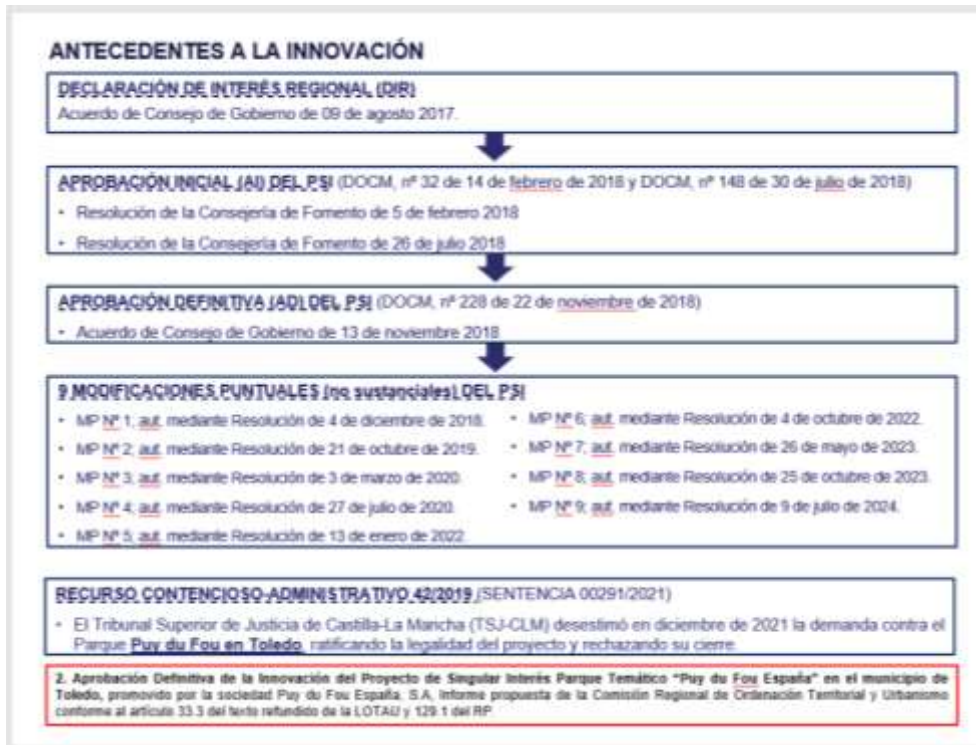 ANTECEDENTES A LA INNOVACIÓN
DECLARACIÓN DE INTERÉS REGIONAL (DIR)
Acuerdo de Consejo de Gobierno de 09 de agosto 2017.
APROBACIÓN INICIAL (AI) DEL PSI (DOCM, nº 32 de 14 de febrero de 2018 y DOCM, nº 148 de 30 de julio de 2018)
• Resolución de la Consejería de Fomento de 5 de febrero 2018
• Resolución de la Consejería de Fomento de 26 de julio 2018
APROBACIÓN DEFINITIVA (AD) DEL PSI (DOCM, nº 228 de 22 de noviembre de 2018)
• Acuerdo de Consejo de Gobierno de 13 de noviembre 2018
9 MODIFICACIONES PUNTUALES (no sustanciales) DEL PSI
• MP Nº 1; aut. mediante Resolución de 4 de diciembre de 2018.
• MP Nº 2; aut. mediante Resolución de 21 de octubre de 2019.
• MP Nº 3; aut. mediante Resolución de 3 de marzo de 2020.
• MP Nº 4; aut. mediante Resolución de 27 de julio de 2020.
• MP Nº 5; aut. mediante Resolución de 13 de enero de 2022.
• MP Nº 6; aut. mediante Resolución de 4 de octubre de 2022.
• MP Nº 7; aut. mediante Resolución de 26 de mayo de 2023.
• MP Nº 8; aut. mediante Resolución de 25 de octubre de 2023.
• MP Nº 9; aut. mediante Resolución de 9 de julio de 2024.
RECURSO CONTENCIOSO-ADMINISTRATIVO 42/2019 (SENTENCIA 00291/2021)
• El Tribunal Superior de Justicia de Castilla-La Mancha (TSJ-CLM) desestimó en diciembre de 2021 la demanda contra el
Parque Puy du Fou en Toledo, ratificando la legalidad del proyecto y rechazando su cierre.
2. Aprobación Definitiva de la Innovación del Proyecto de Singular Interés Parque Temático "Puy du Fou España" en el municipio de
Toledo, promovido por la sociedad Puy du Fou España, S.A. Informe propuesta de la Comisión Regional de Ordenación Territorial y Urbanismo
conforme al artículo 33.3 del texto refundido de la LOTAU y 129.1 del RP